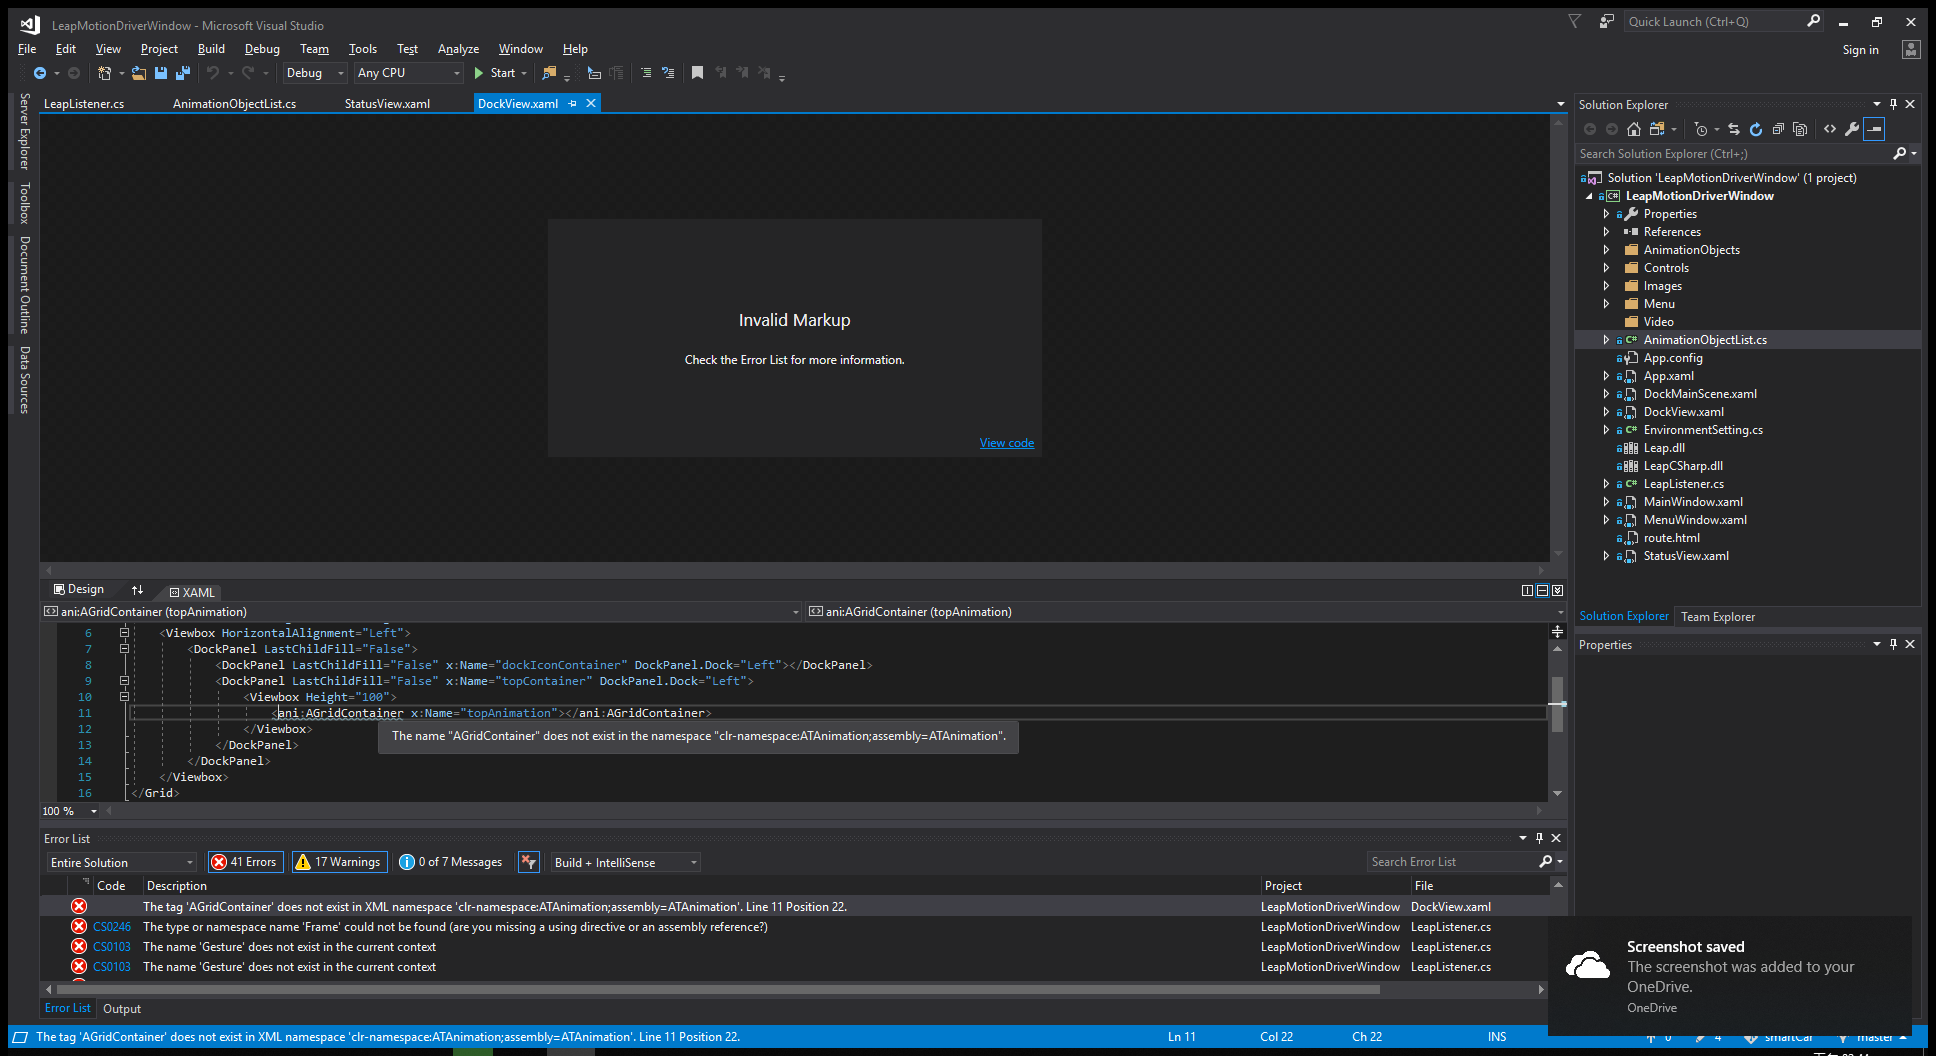 LeapMotionDriverWindow - Microsoft Visual Studio
Quick Launch (Ctrl+Q)
File Edit View Project Build Debug Team Tools Test Analyze Window Help
Sign in
Debug Any CPU Start
LeapListener.cs AnimationObjectList.cs StatusView.xaml DockView.xaml
Server Explorer
Toolbox
Document Outline
Data Sources
Invalid Markup
Check the Error List for more information.
View code
Design XAML
ani:AGridContainer (topAnimation) ani:AGridContainer (topAnimation)
6 <Viewbox HorizontalAlignment="Left">
7 <DockPanel LastChildFill="False">
8 <DockPanel LastChildFill="False" x:Name="dockIconContainer" DockPanel.Dock="Left"></DockPanel>
9 <DockPanel LastChildFill="False" x:Name="topContainer" DockPanel.Dock="Left">
10 <Viewbox Height="100">
11 <ani:AGridContainer x:Name="topAnimation"></ani:AGridContainer>
12 </Viewbox>
The name "AGridContainer" does not exist in the namespace "clr-namespace:ATAnimation;assembly=ATAnimation".
13 </DockPanel>
14 </DockPanel>
15 </Viewbox>
16 </Grid>
100 %
Error List
Entire Solution 41 Errors 17 Warnings 0 of 7 Messages Build + IntelliSense Search Error List
Code Description Project File
The tag 'AGridContainer' does not exist in XML namespace 'clr-namespace:ATAnimation;assembly=ATAnimation'. Line 11 Position 22. LeapMotionDriverWindow DockView.xaml
CS0246 The type or namespace name 'Frame' could not be found (are you missing a using directive or an assembly reference?) LeapMotionDriverWindow LeapListener.cs
CS0103 The name 'Gesture' does not exist in the current context LeapMotionDriverWindow LeapListener.cs
CS0103 The name 'Gesture' does not exist in the current context LeapMotionDriverWindow LeapListener.cs
Error List Output
Solution Explorer
Search Solution Explorer (Ctrl+;)
Solution 'LeapMotionDriverWindow' (1 project)
LeapMotionDriverWindow
Properties
References
AnimationObjects
Controls
Images
Menu
Video
AnimationObjectList.cs
App.config
App.xaml
DockMainScene.xaml
DockView.xaml
EnvironmentSetting.cs
Leap.dll
LeapCSharp.dll
LeapListener.cs
MainWindow.xaml
MenuWindow.xaml
route.html
StatusView.xaml
Solution Explorer Team Explorer
Properties
Screenshot saved
The screenshot was added to your
OneDrive.
OneDrive
The tag 'AGridContainer' does not exist in XML namespace 'clr-namespace:ATAnimation;assembly=ATAnimation'. Line 11 Position 22. Ln 11 Col 22 Ch 22 INS 0 4 smartCar master